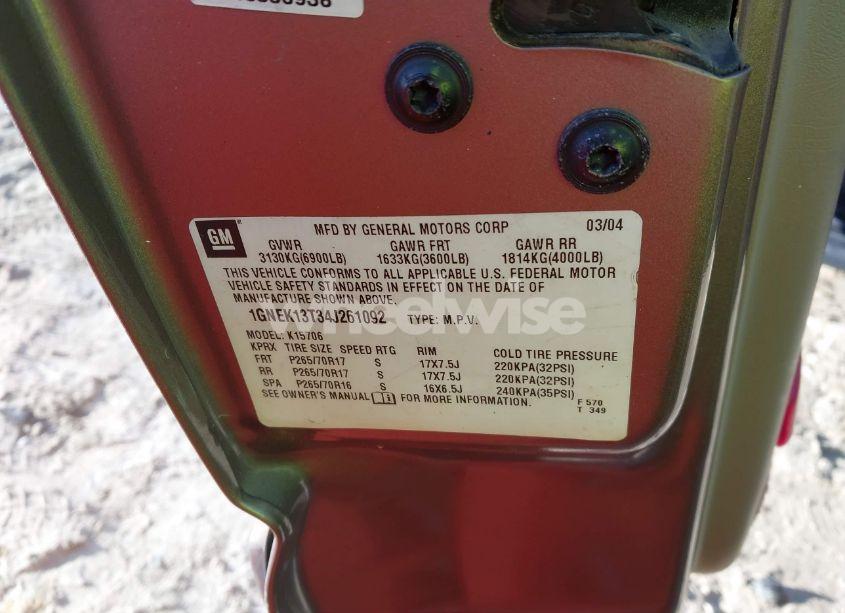 GM
MFD BY GENERAL MOTORS CORP 03/04
GVWR GAWR FRT GAWR RR
3130KG(6900LB) 1633KG(3600LB) 1814KG(4000LB)
THIS VEHICLE CONFORMS TO ALL APPLICABLE U.S. FEDERAL MOTOR
VEHICLE SAFETY STANDARDS IN EFFECT ON THE DATE OF
MANUFACTURE SHOWN ABOVE.
1GNEK13T34J261092 TYPE: M.P.V.
wheelwise
MODEL: K15706
KPRX TIRE SIZE SPEED RTG RIM COLD TIRE PRESSURE
FRT P265/70R17 S 17X7.5J 220KPA(32PSI)
RR P265/70R17 S 17X7.5J 220KPA(32PSI)
SPA P265/70R16 S 16X6.5J 240KPA(35PSI)
SEE OWNER'S MANUAL FOR MORE INFORMATION.
F 570
T 349